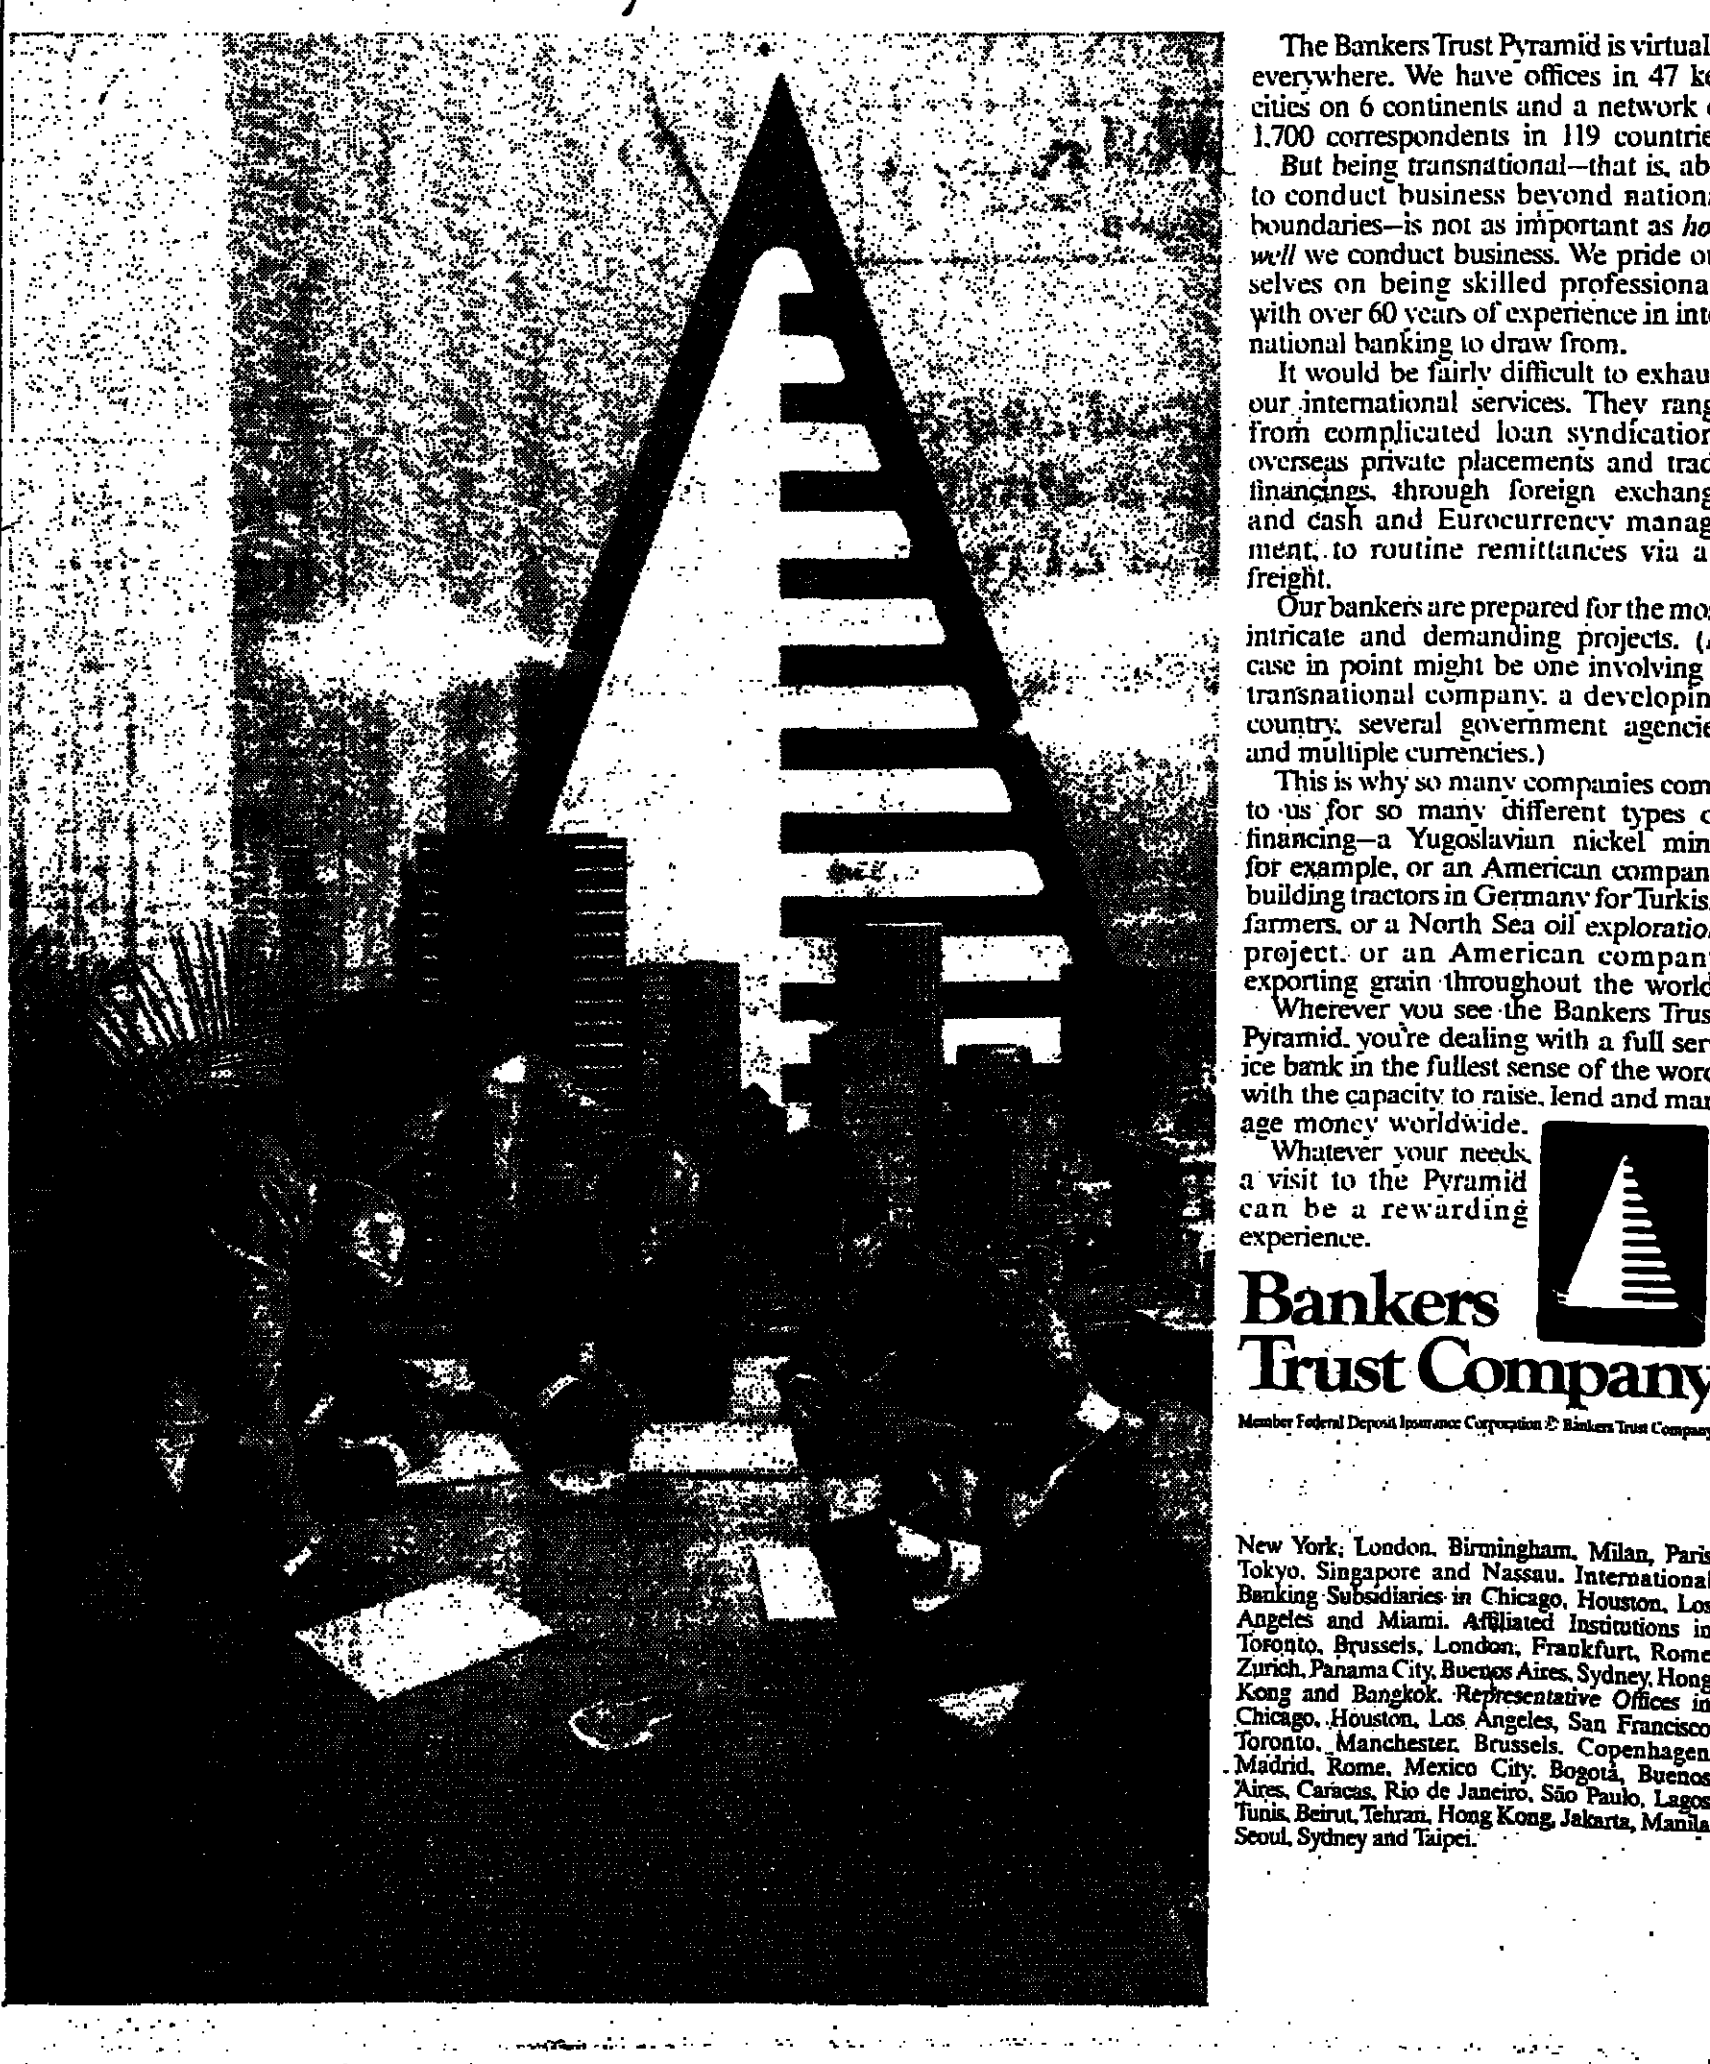 The Bankers Trust Pyramid is virtual
everywhere. We have offices in 47 ke
cities on 6 continents and a network
1,700 correspondents in 119 countrie
But being transnational—that is, ab
to conduct business beyond nation
boundaries—is not as important as ho
well we conduct business. We pride ou
selves on being skilled professiona
with over 60 years of experience in inte
national banking to draw from.
It would be fairly difficult to exhau
our international services. They rang
from complicated loan syndication
overseas private placements and trad
financings, through foreign exchang
and cash and Eurocurrency manag
ment, to routine remittances via a
freight.
Our bankers are prepared for the mo
intricate and demanding projects. (
case in point might be one involving
transnational company, a developin
country, several government agencie
and multiple currencies.)
This is why so many companies com
to us for so many different types o
financing—a Yugoslavian nickel min
for example, or an American compan
building tractors in Germany for Turkis
farmers, or a North Sea oil exploratio
project, or an American compan
exporting grain throughout the world
Wherever you see the Bankers Trus
Pyramid, you're dealing with a full ser
ice bank in the fullest sense of the word
with the capacity to raise, lend and man
age money worldwide.
Whatever your needs,
a visit to the Pyramid
can be a rewarding
experience.
Bankers
Trust Company
Member Federal Deposit Insurance Corporation © Bankers Trust Company
New York, London, Birmingham, Milan, Paris
Tokyo, Singapore and Nassau. International
Banking Subsidiaries in Chicago, Houston, Los
Angeles and Miami. Affiliated Institutions in
Toronto, Brussels, London, Frankfurt, Rome
Zurich, Panama City, Buenos Aires, Sydney, Hong
Kong and Bangkok. Representative Offices in
Chicago, Houston, Los Angeles, San Francisco
Toronto, Manchester, Brussels, Copenhagen
Madrid, Rome, Mexico City, Bogotá, Buenos
Aires, Caracas, Rio de Janeiro, São Paulo, Lagos
Tunis, Beirut, Tehran, Hong Kong, Jakarta, Manila
Seoul, Sydney and Taipei.